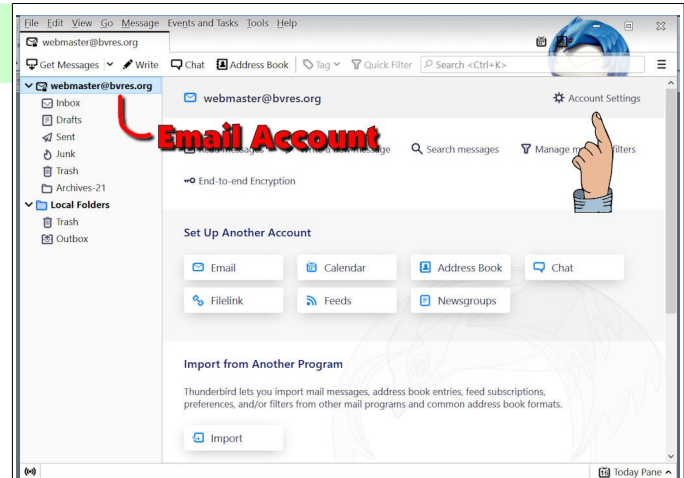 File Edit View Go Message Events and Tasks Tools Help
webmaster@bvres.org
Get Messages Write Chat Address Book Tag Quick Filter Search <Ctrl+K>
webmaster@bvres.org
Inbox
Drafts
Sent
Junk
Trash
Archives-21
Local Folders
Trash
Outbox
webmaster@bvres.org Account Settings
Email Account
Search messages
End-to-end Encryption
Set Up Another Account
Email Calendar Address Book Chat
Filelink Feeds Newsgroups
Import from Another Program
Thunderbird lets you import mail messages, address book entries, feed subscriptions,
preferences, and/or filters from other mail programs and common address book formats.
Import
16 Today Pane